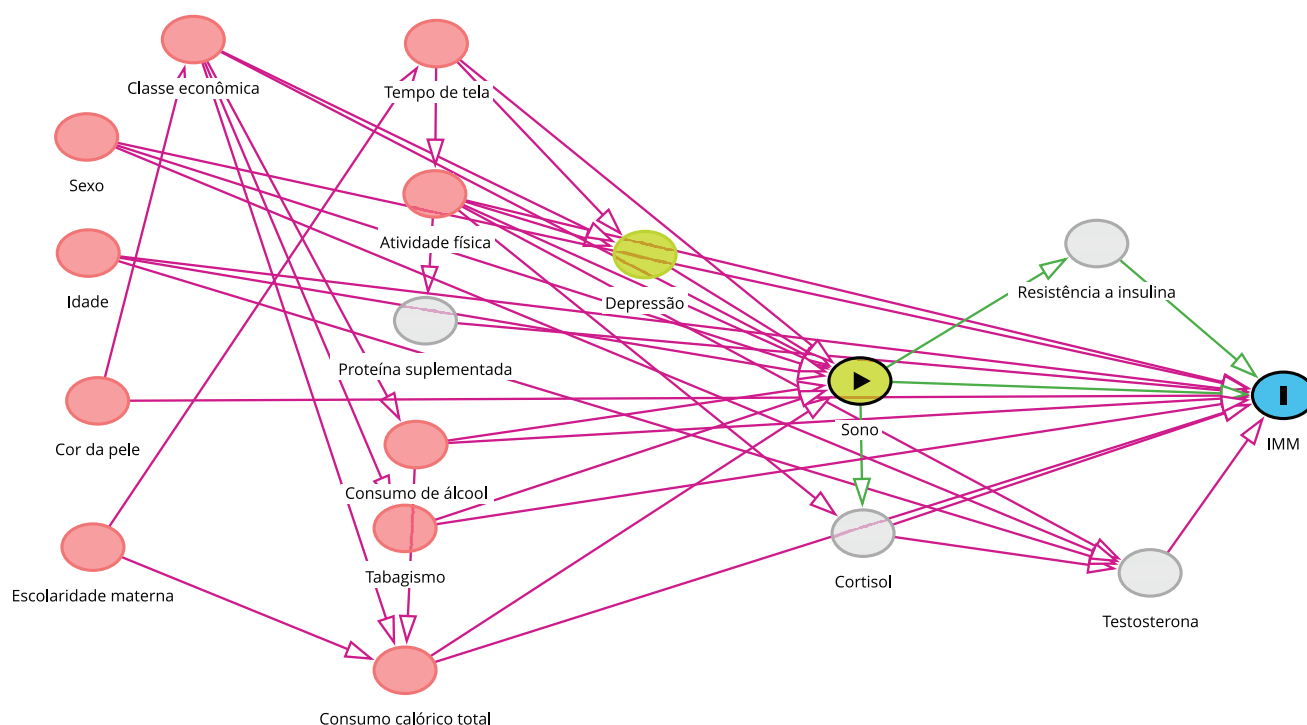 Classe econômica
Tempo de tela
Sexo
Atividade física
Idade
Resistência a insulina
Depressão
Proteína suplementada
Sono
IMM
Cor da pele
Consumo de álcool
Tabagismo
Cortisol
Escolaridade materna
Testosterona
Consumo calórico total